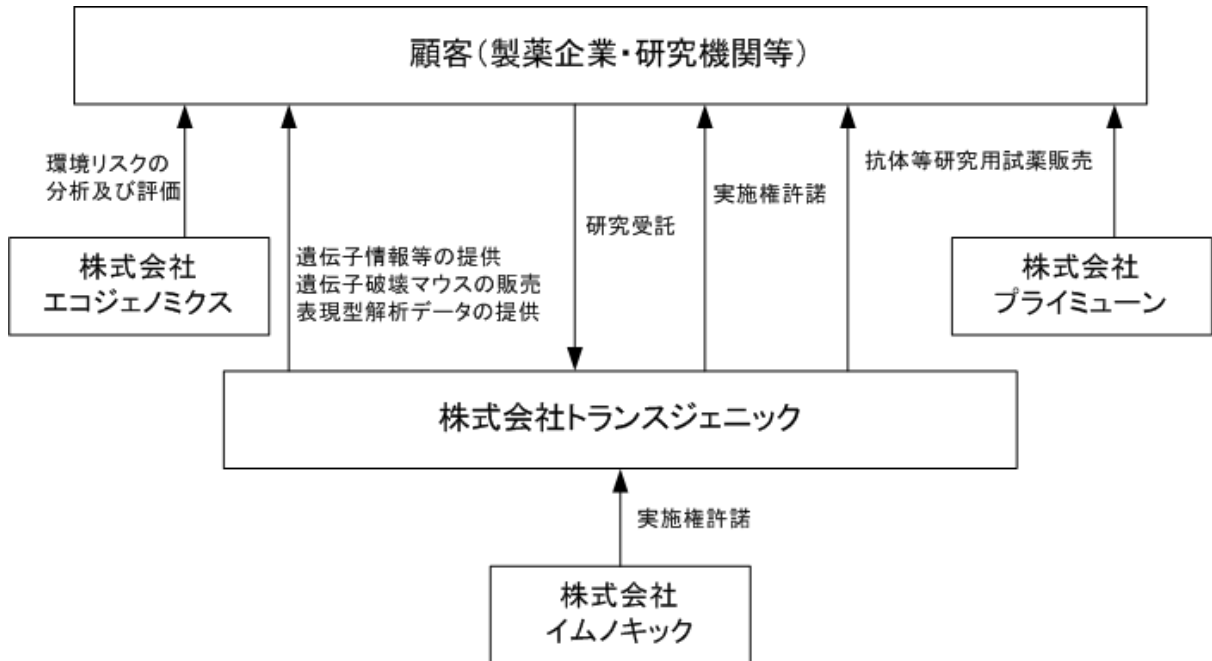 顧客(製薬企業・研究機関等)
環境リスクの
分析及び評価
抗体等研究用試薬販売
実施権許諾
研究受託
遺伝子情報等の提供
遺伝子破壊マウスの販売
表現型解析データの提供
株式会社
エコジェノミクス
株式会社
プライミューン
株式会社トランスジェニック
実施権許諾
株式会社
イムノキック